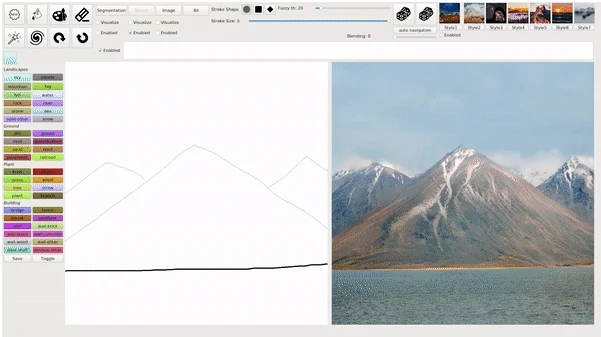 Segmentation Sketch Image All Stroke Shape Fuzzy th: 20
Stroke Size: 5
Visualize Visualize Visualize
Enabled Enabled Enabled
Blending: 0
auto navigation
Style1 Style2 Style3 Style4 Style5 Style6 Style7
Enabled
Enabled
Landscapes
sky clouds
mountain fog
hill water
rock river
stone sea
snow
Ground
dirt gravel
mud
sand road
pavement railroad
Plant
grass wood
tree straw
plant
Building
bridge fence
house
wall wall-brick
wall-wood wall-other
Save Toggle